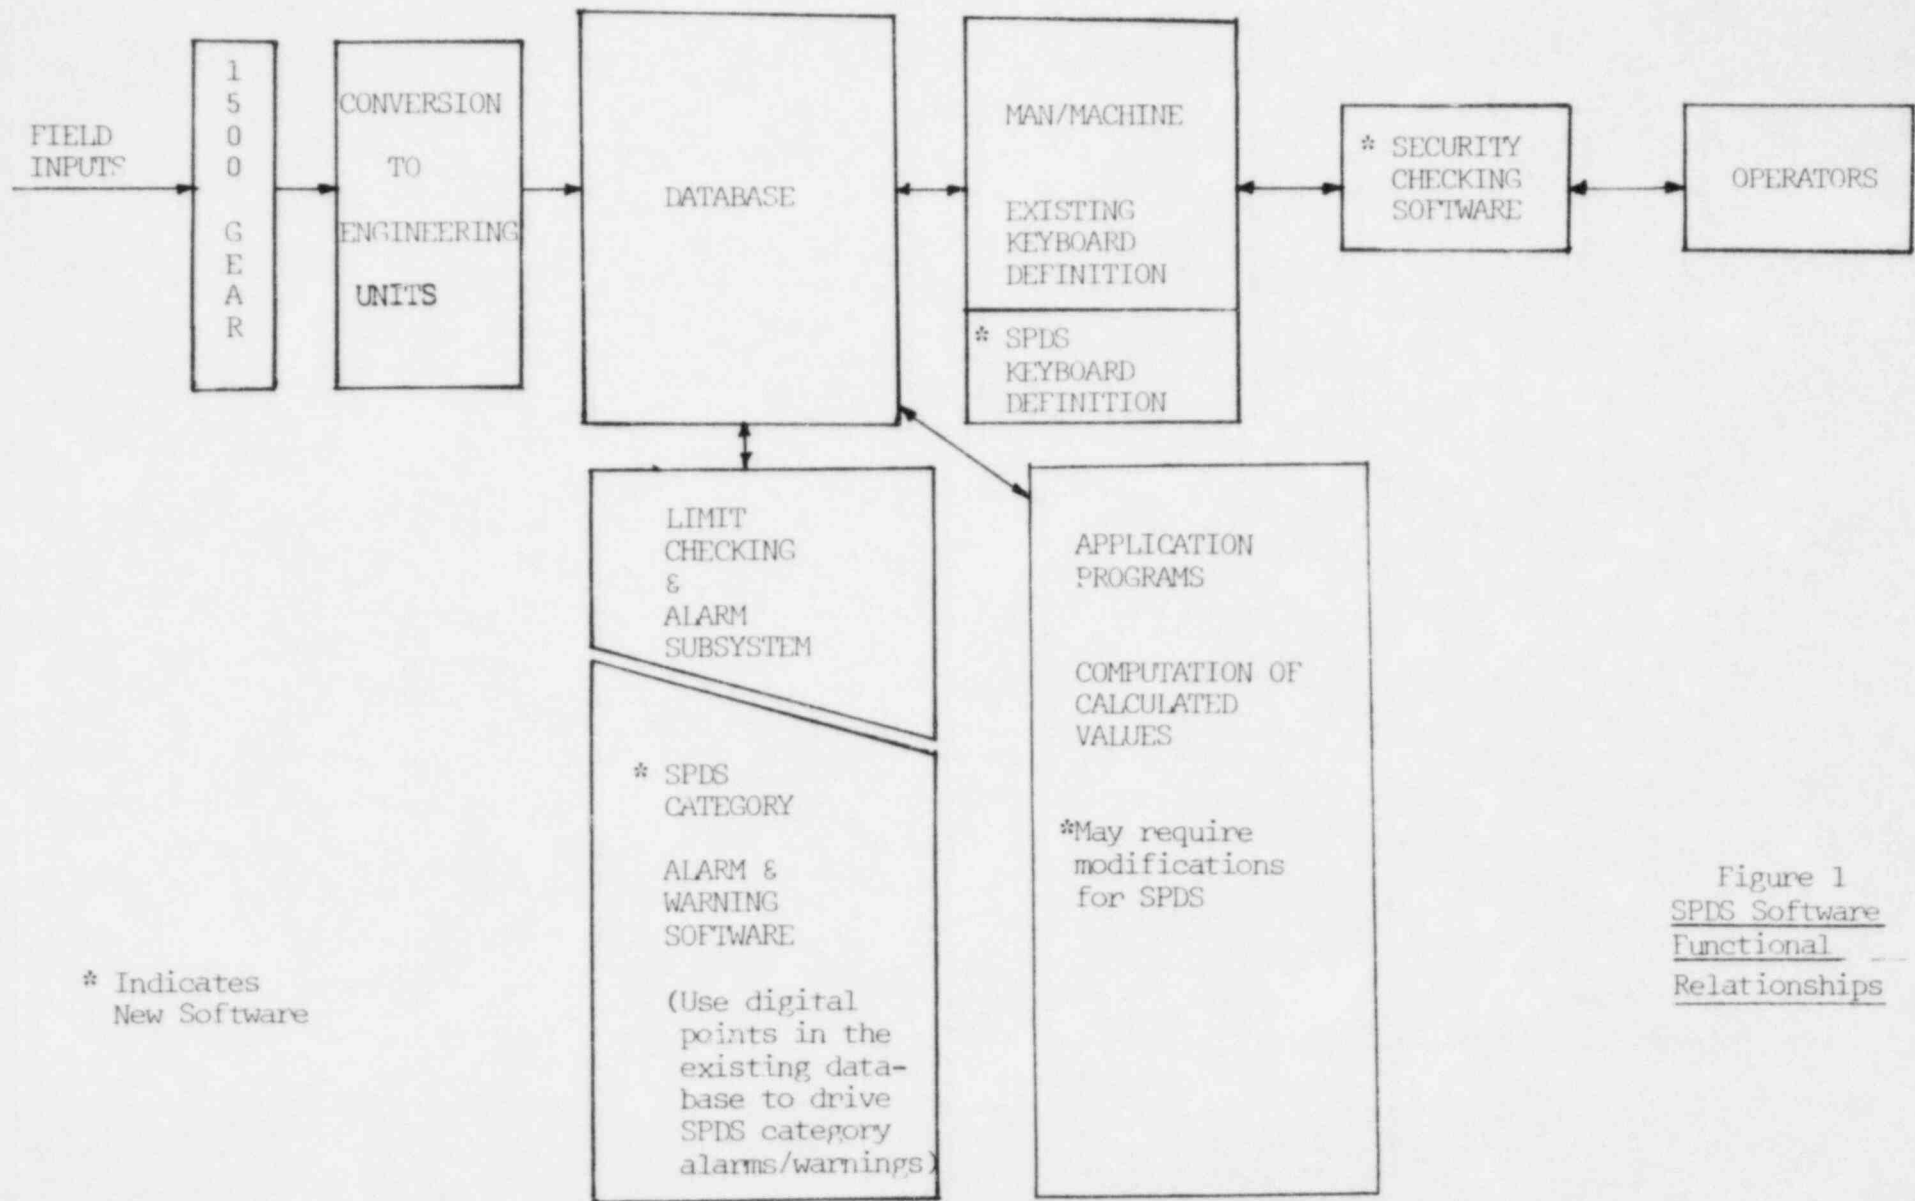 FIELD
INPUTS
1
5
0
0
G
E
A
R
CONVERSION
TO
ENGINEERING
UNITS
DATABASE
MAN/MACHINE
EXISTING
KEYBOARD
DEFINITION
* SPDS
KEYBOARD
DEFINITION
* SECURITY
CHECKING
SOFTWARE
OPERATORS
LIMIT
CHECKING
&
ALARM
SUBSYSTEM
* SPDS
CATEGORY
ALARM &
WARNING
SOFTWARE
(Use digital
points in the
existing data-
base to drive
SPDS category
alarms/warnings)
APPLICATION
PROGRAMS
COMPUTATION OF
CALCULATED
VALUES
*May require
modifications
for SPDS
* Indicates
New Software
Figure 1
SPDS Software
Functional
Relationships